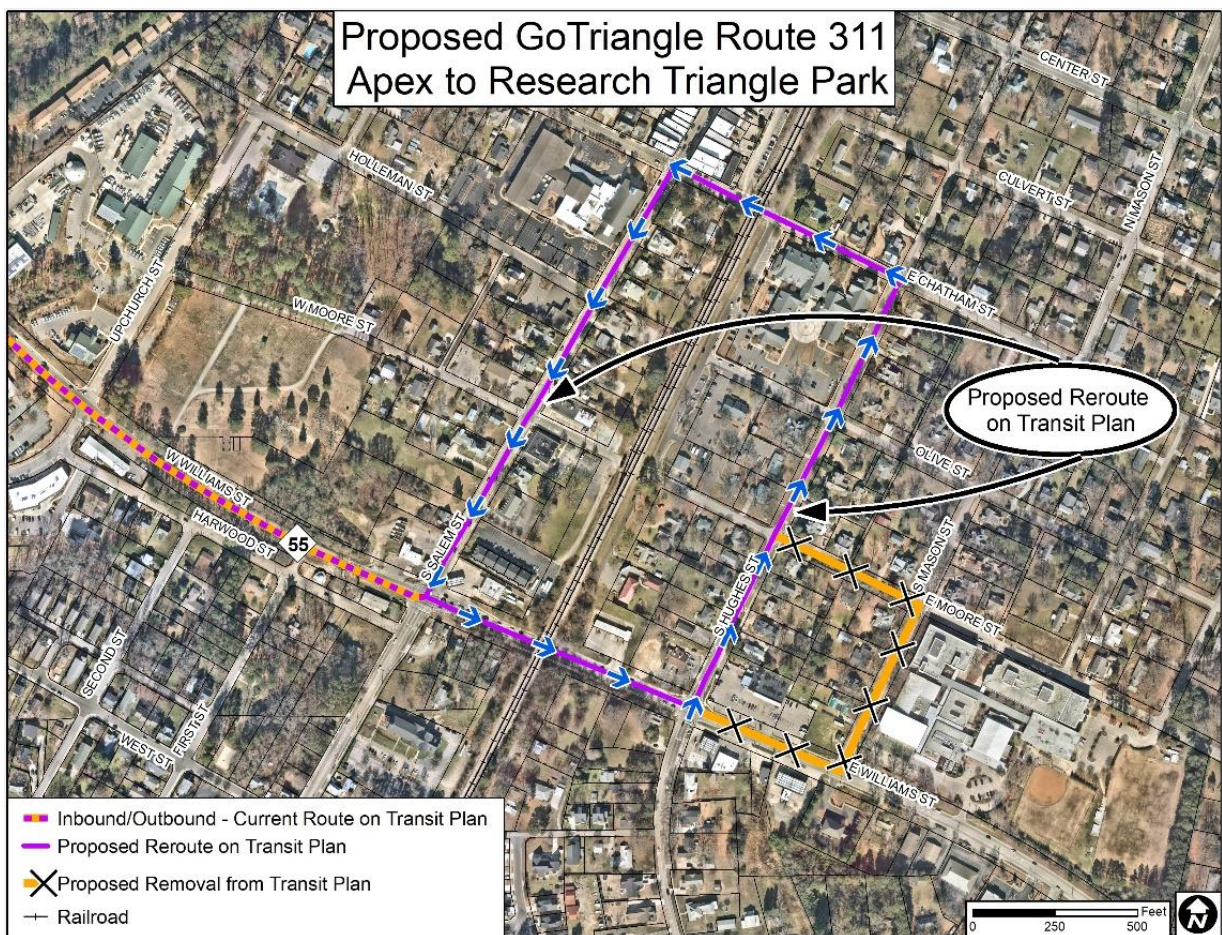 Proposed GoTriangle Route 311
Apex to Research Triangle Park
CENTER ST
HOLLEMAN ST
CULVERT ST
N MASON ST
UPCHURCH ST
W MOORE ST
E CHATHAM ST
Proposed Reroute
on Transit Plan
OLIVE ST
W WILLIAMS ST
HARWOOD ST
55
S SALEM ST
S HUGHES ST
S MASON ST
E MOORE ST
SECOND ST
FIRST ST
WEST ST
E WILLIAMS ST
Inbound/Outbound - Current Route on Transit Plan
Proposed Reroute on Transit Plan
Proposed Removal from Transit Plan
Railroad
Feet
0 250 500
N